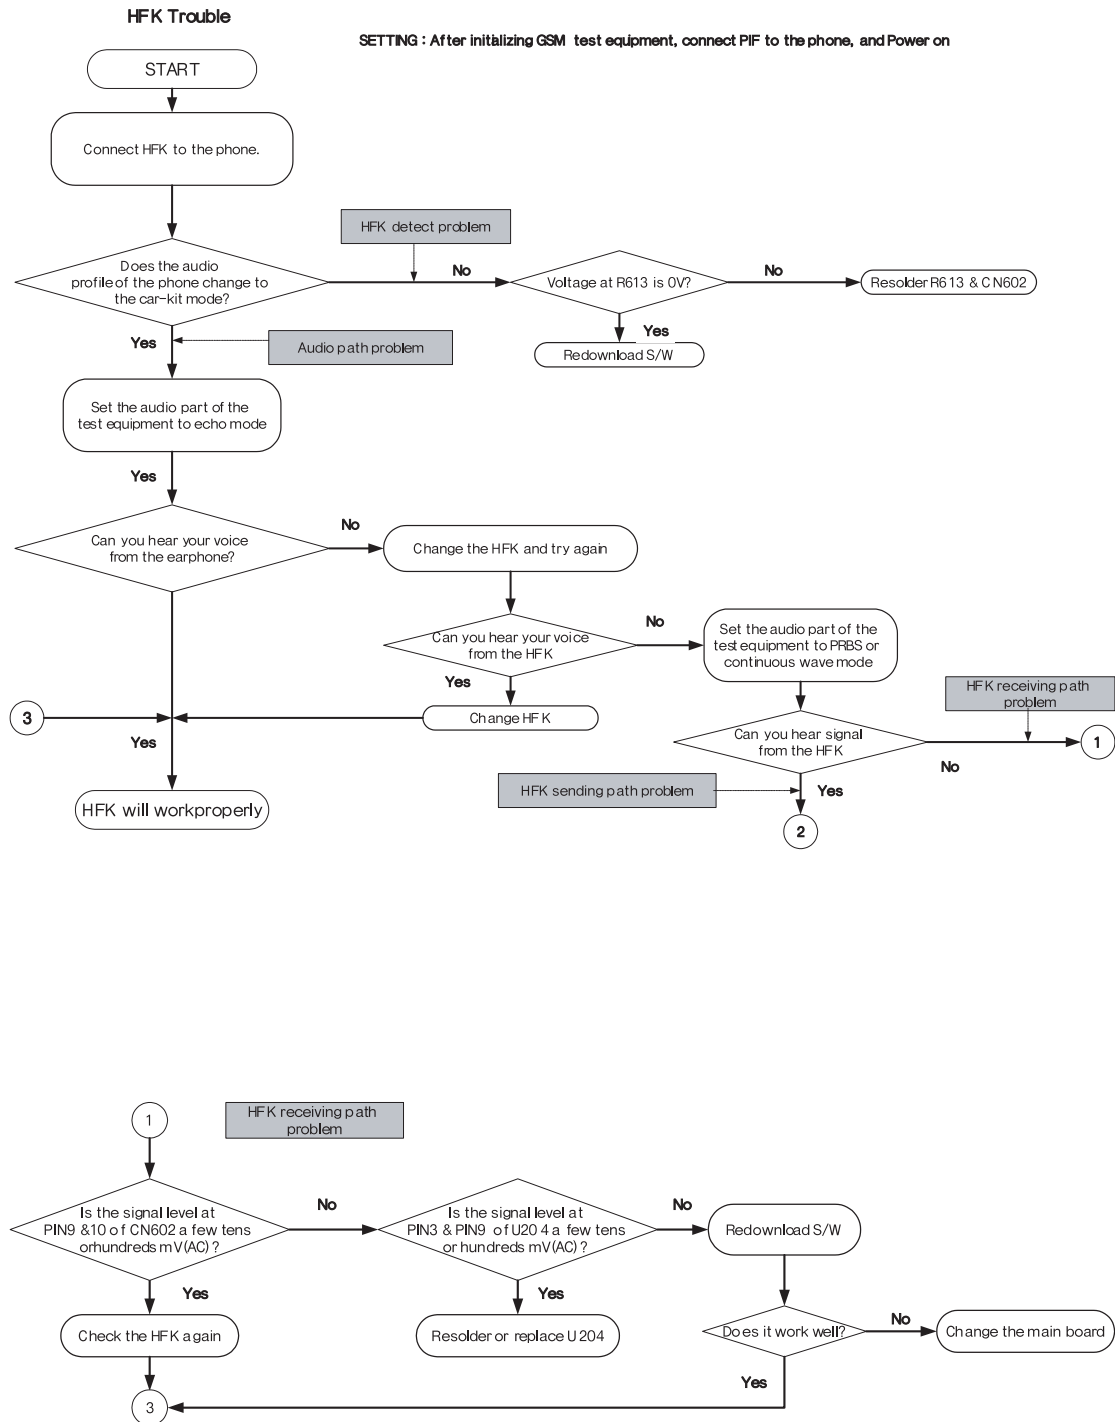 HFK Trouble
SETTING : After initializing GSM test equipment, connect PIF to the phone, and Power on
START
Connect HFK to the phone.
HFK detect problem
Does the audio
profile of the phone change to
the car-kit mode?
No
Voltage at R613 is 0V?
No
Resolder R613 & CN602
Yes
Audio path problem
Yes
Redownload S/W
Set the audio part of the
test equipment to echo mode
Yes
Can you hear your voice
from the earphone?
No
Change the HFK and try again
Can you hear your voice
from the HFK
No
Set the audio part of the
test equipment to PRBS or
continuous wave mode
Yes
Change HFK
HFK receiving path
problem
3
Yes
Can you hear signal
from the HFK
No
1
HFK will workproperly
HFK sending path problem
Yes
2
1
HFK receiving path
problem
Is the signal level at
PIN9 &10 of CN602 a few tens
orhundreds mV(AC) ?
No
Is the signal level at
PIN3 & PIN9 of U204 a few tens
or hundreds mV(AC) ?
No
Redownload S/W
Yes
Yes
Check the HFK again
Resolder or replace U204
Does it work well?
No
Change the main board
Yes
3